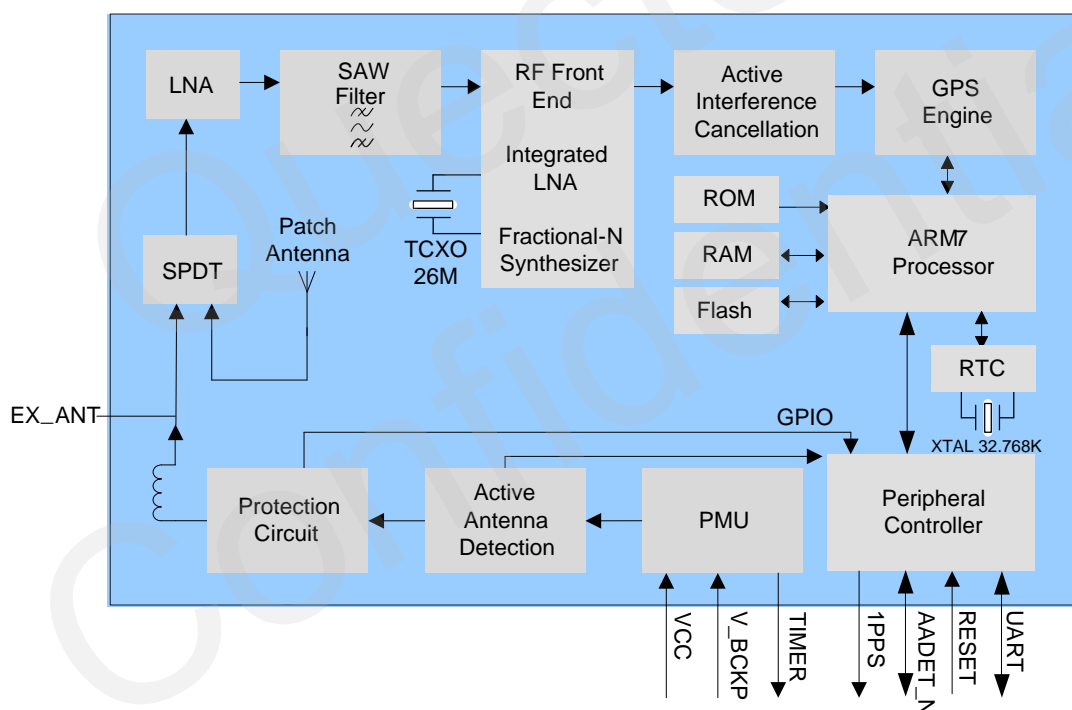 LNA
SAW
Filter
RF Front
End
Integrated
LNA
Fractional-N
Synthesizer
Active
Interference
Cancellation
GPS
Engine
TCXO
26M
ROM
RAM
Flash
ARM7
Processor
SPDT
Patch
Antenna
RTC
XTAL 32.768K
EX_ANT
GPIO
Protection
Circuit
Active
Antenna
Detection
PMU
Peripheral
Controller
VCC
V_BCKP
TIMER
1PPS
AADET_N
RESET
UART
Confidential